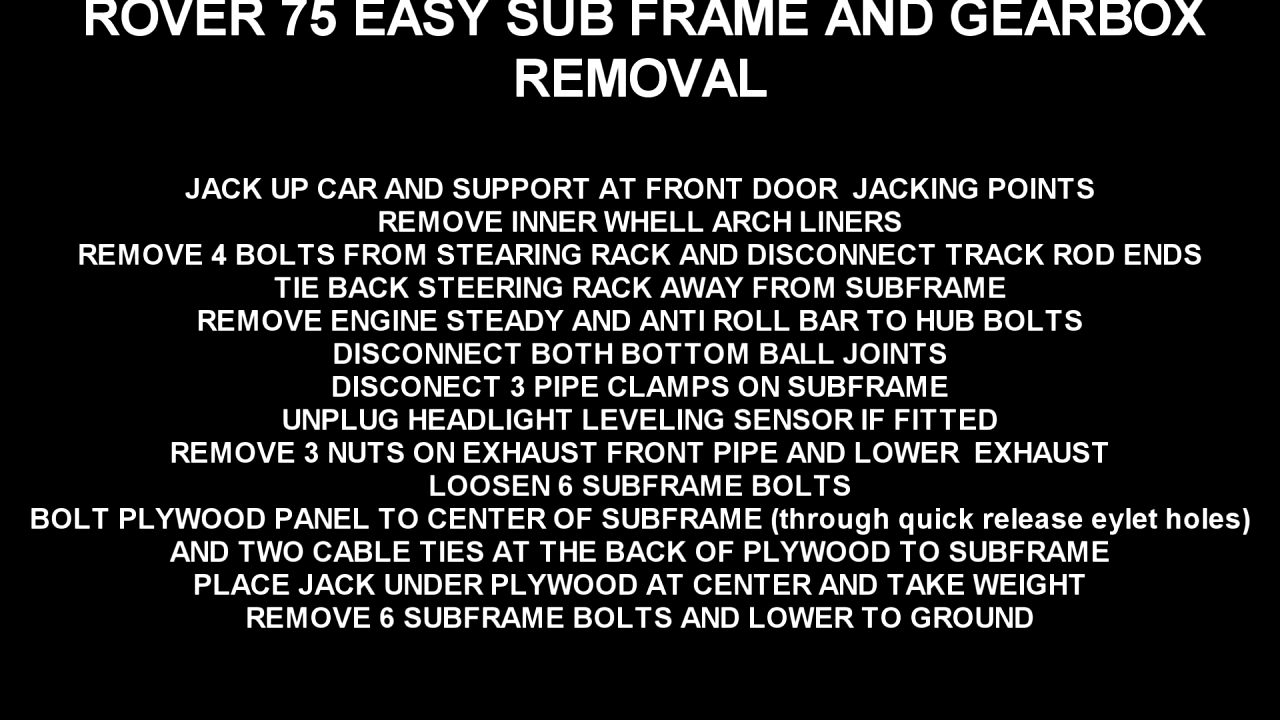 ROVER 75 EASY SUB FRAME AND GEARBOX
REMOVAL
JACK UP CAR AND SUPPORT AT FRONT DOOR  JACKING POINTS
REMOVE INNER WHELL ARCH LINERS
REMOVE 4 BOLTS FROM STEARING RACK AND DISCONNECT TRACK ROD ENDS
TIE BACK STEERING RACK AWAY FROM SUBFRAME
REMOVE ENGINE STEADY AND ANTI ROLL BAR TO HUB BOLTS
DISCONNECT BOTH BOTTOM BALL JOINTS
DISCONECT 3 PIPE CLAMPS ON SUBFRAME
UNPLUG HEADLIGHT LEVELING SENSOR IF FITTED
REMOVE 3 NUTS ON EXHAUST FRONT PIPE AND LOWER  EXHAUST
LOOSEN 6 SUBFRAME BOLTS
BOLT PLYWOOD PANEL TO CENTER OF SUBFRAME (through quick release eylet holes)
AND TWO CABLE TIES AT THE BACK OF PLYWOOD TO SUBFRAME
PLACE JACK UNDER PLYWOOD AT CENTER AND TAKE WEIGHT
REMOVE 6 SUBFRAME BOLTS AND LOWER TO GROUND